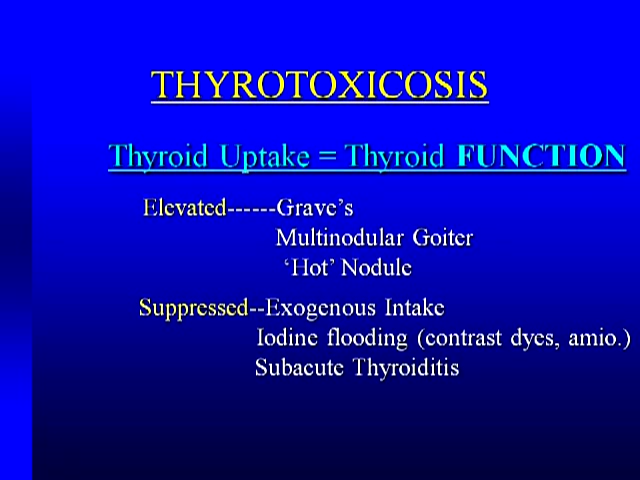 THYROTOXICOSIS
Thyroid Uptake = Thyroid FUNCTION
Elevated------Grave's
Multinodular Goiter
‘Hot’ Nodule
Suppressed--Exogenous Intake
Iodine flooding (contrast dyes, amio.)
Subacute Thyroiditis